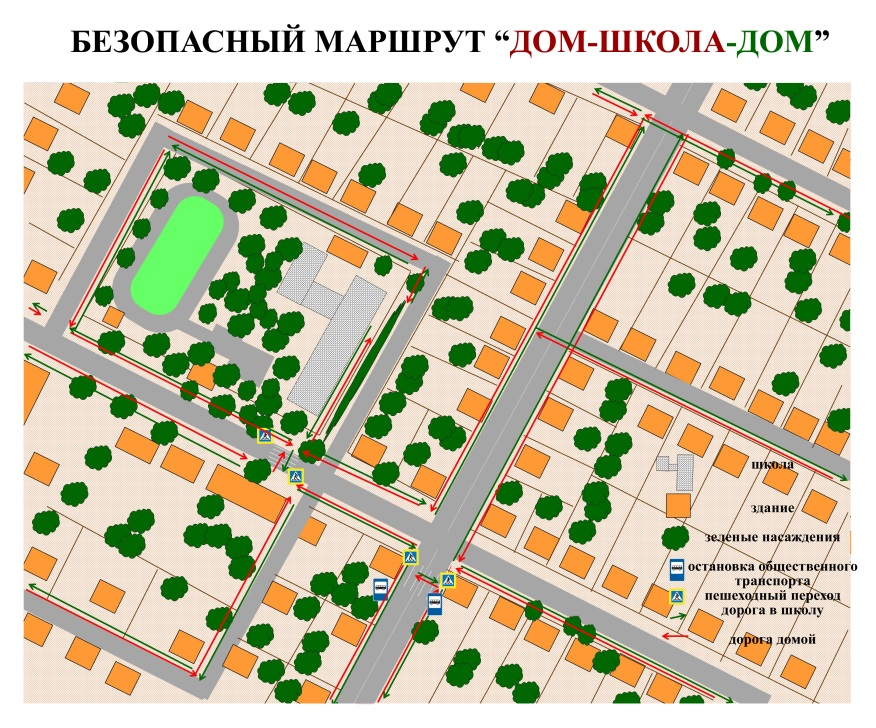 БЕЗОПАСНЫЙ МАРШРУТ “ДОМ-ШКОЛА-ДОМ”
школа
здание
зеленые насаждения
остановка общественного
транспорта
пешеходный переход
дорога в школу
дорога домой